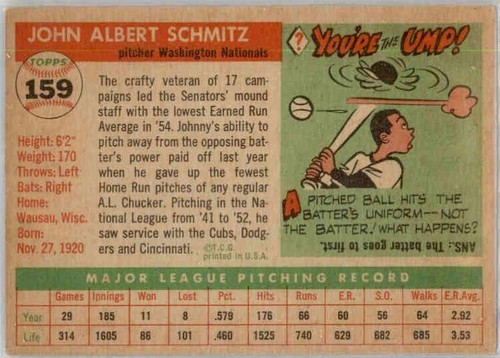 JOHN ALBERT SCHMITZ
pitcher Washington Nationals
TOPPS
159
Height: 6'2"
Weight: 170
Throws: Left
Bats: Right
Home:
Wausau, Wisc.
Born:
Nov. 27, 1920
The crafty veteran of 17 cam-
paigns led the Senators' mound
staff with the lowest Earned Run
Average in '54. Johnny's ability to
pitch away from the opposing bat-
ter's power paid off last year
when he gave up the fewest
Home Run pitches of any regular
A.L. Chucker. Pitching in the Na-
tional League from '41 to '52, he
saw service with the Cubs, Dodg-
ers and Cincinnati.
©T.C.G.
printed in U.S.A.
?
YOU'RE THE UMP!
A PITCHED BALL HITS THE
BATTER'S UNIFORM—NOT
THE BATTER! WHAT HAPPENS?
ANS.: The batter goes to first.
MAJOR LEAGUE PITCHING RECORD
Games Innings Won Lost Pct. Hits Runs E.R. S.O. Walks E.R.Avg.
Year 29 185 11 8 .579 176 66 60 56 64 2.92
Life 314 1605 86 101 .460 1525 740 629 682 685 3.53